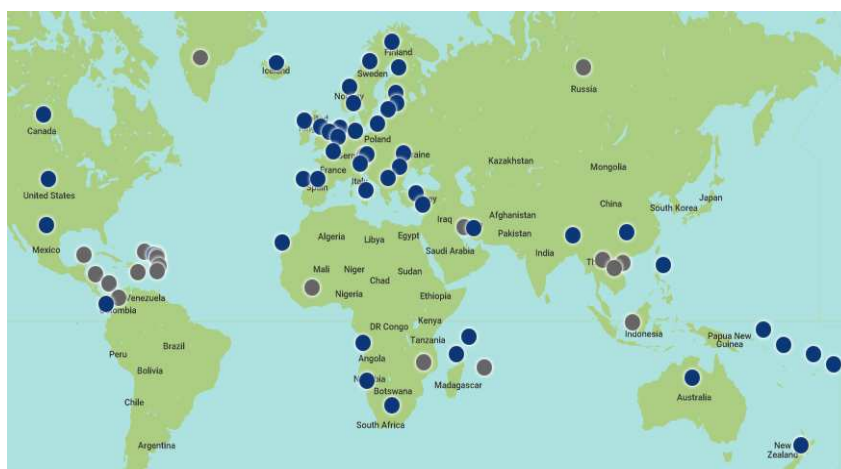 Finland
Iceland
Sweden
Russia
Canada
Poland
France
Kazakhstan
Mongolia
United States
Spain
Japan
China
South Korea
Iraq
Afghanistan
Algeria
Libya
Egypt
Pakistan
Mexico
Saudi Arabia
India
Mali
Niger
Sudan
Chad
Venezuela
Nigeria
Ethiopia
Kenya
DR Congo
Indonesia
Papua New
Guinea
Tanzania
Brazil
Peru
Angola
Bolivia
Madagascar
Botswana
Australia
Chile
South Africa
Argentina
New
Zealand